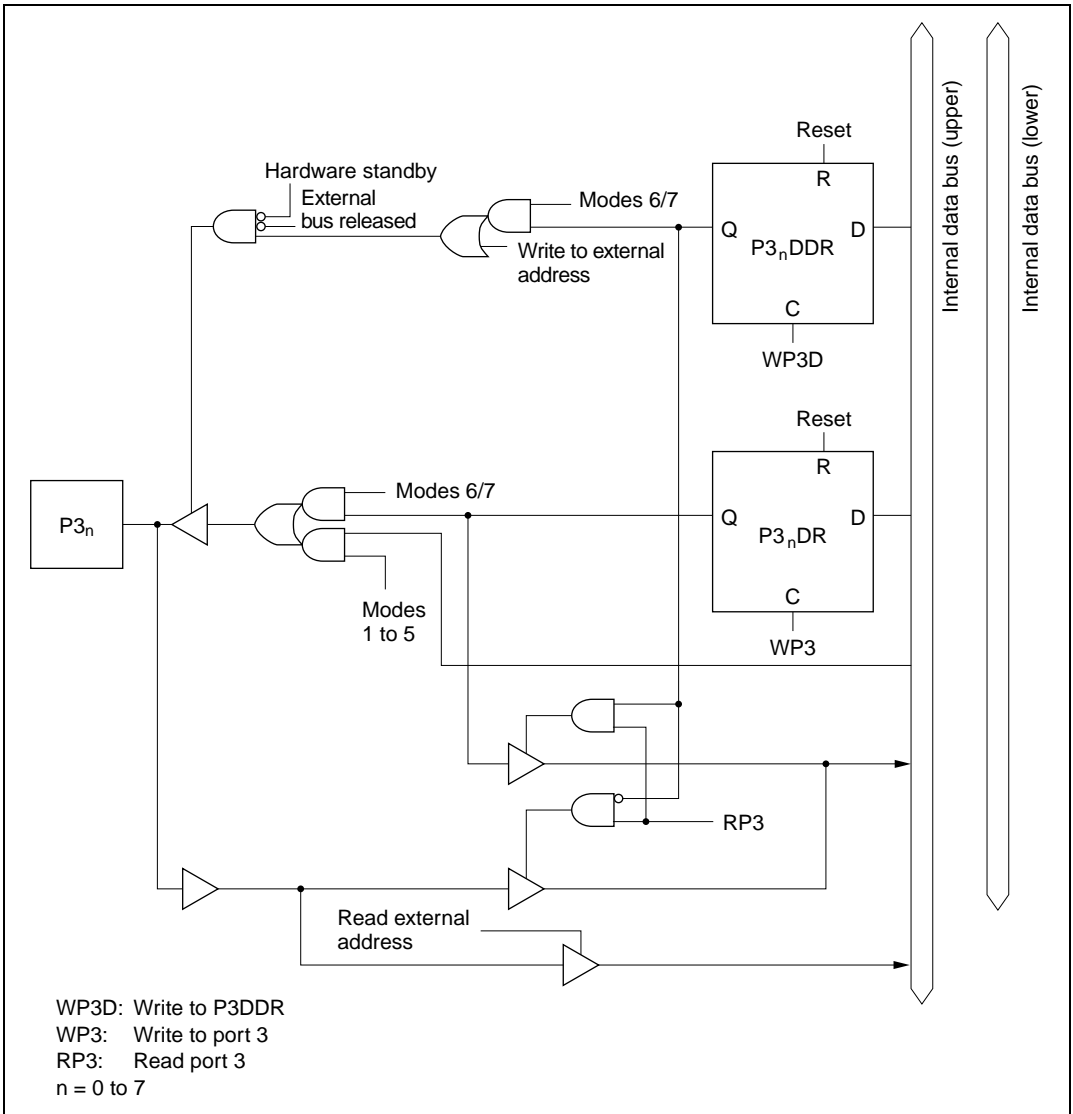 Reset
R
Hardware standby
External
bus released
Modes 6/7
Write to external
address
Q
D
P3nDDR
C
WP3D
Internal data bus (upper)
Internal data bus (lower)
Reset
R
Modes 6/7
P3n
Q
D
P3nDR
C
WP3
Modes
1 to 5
RP3
Read external
address
WP3D: Write to P3DDR
WP3: Write to port 3
RP3: Read port 3
n = 0 to 7